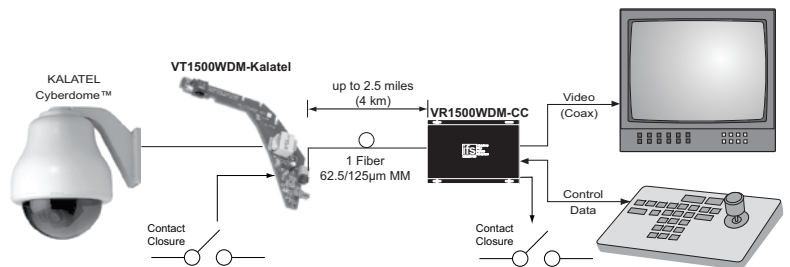 KALATEL
Cyberdome™
VT1500WDM-Kalatel
up to 2.5 miles
(4 km)
VR1500WDM-CC
1 Fiber
62.5/125µm MM
ifs
Video
(Coax)
Control
Data
Contact
Closure
Contact
Closure